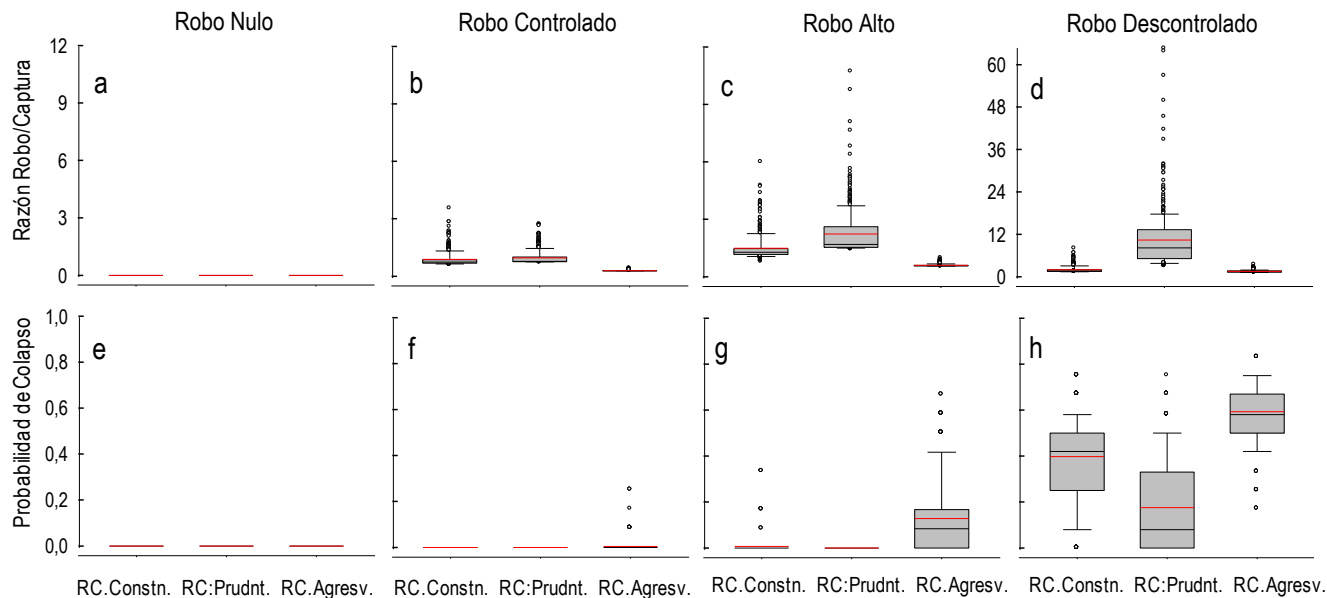 Robo Nulo
Robo Controlado
Robo Alto
Robo Descontrolado
Razón Robo/Captura
12
9
6
3
0
a
b
c
d
60
48
36
24
12
0
Probabilidad de Colapso
1,0
0,8
0,6
0,4
0,2
0,0
e
f
g
h
RC.Constn. RC:Prudnt. RC.Agresv.
RC.Constn. RC:Prudnt. RC.Agresv.
RC.Constn. RC:Prudnt. RC.Agresv.
RC.Constn. RC:Prudnt. RC.Agresv.